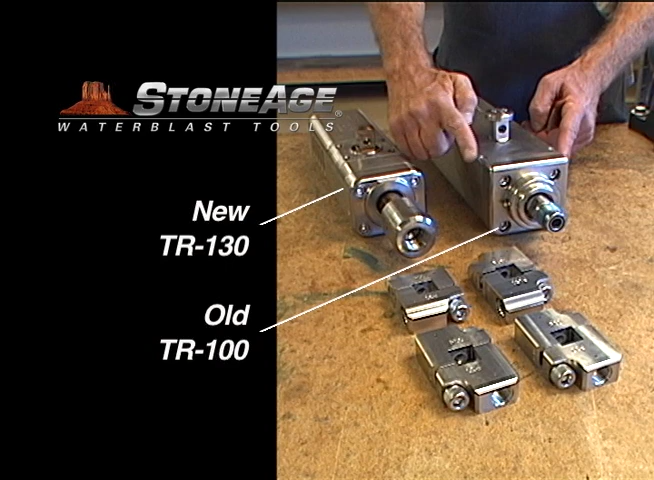 STONEAGE®
WATERBLAST TOOLS
New
TR-130
Old
TR-100